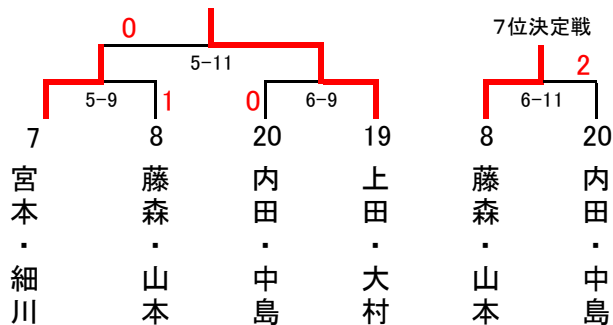 0
7位決定戦
5-11
2
5-9
1
0
6-9
6-11
7
8
20
19
8
20
宮本・細川
藤森・山本
内田・中島
上田・大村
藤森・山本
内田・中島